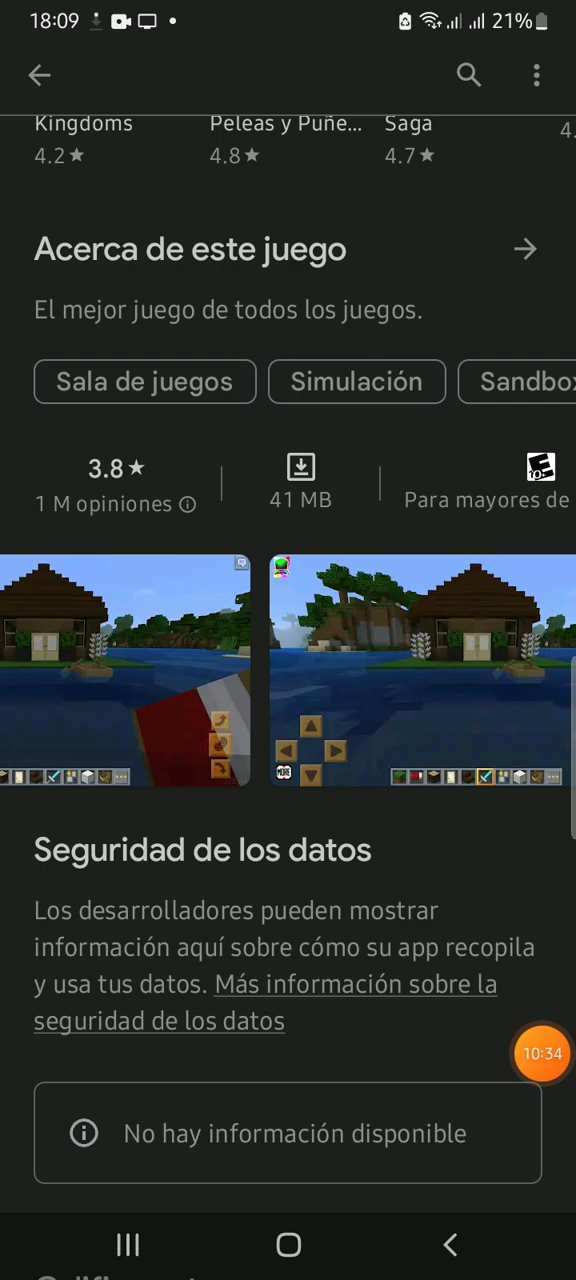 18:09
21%
Kingdoms
Peleas y Puñe...
Saga
4.2★
4.8★
4.7★
4.
Acerca de este juego
El mejor juego de todos los juegos.
Sala de juegos
Simulación
Sandbox
3.8★
1 M opiniones
41 MB
E
10+
Para mayores de
MORE
Seguridad de los datos
Los desarrolladores pueden mostrar
información aquí sobre cómo su app recopila
y usa tus datos. Más información sobre la
seguridad de los datos
10:34
No hay información disponible